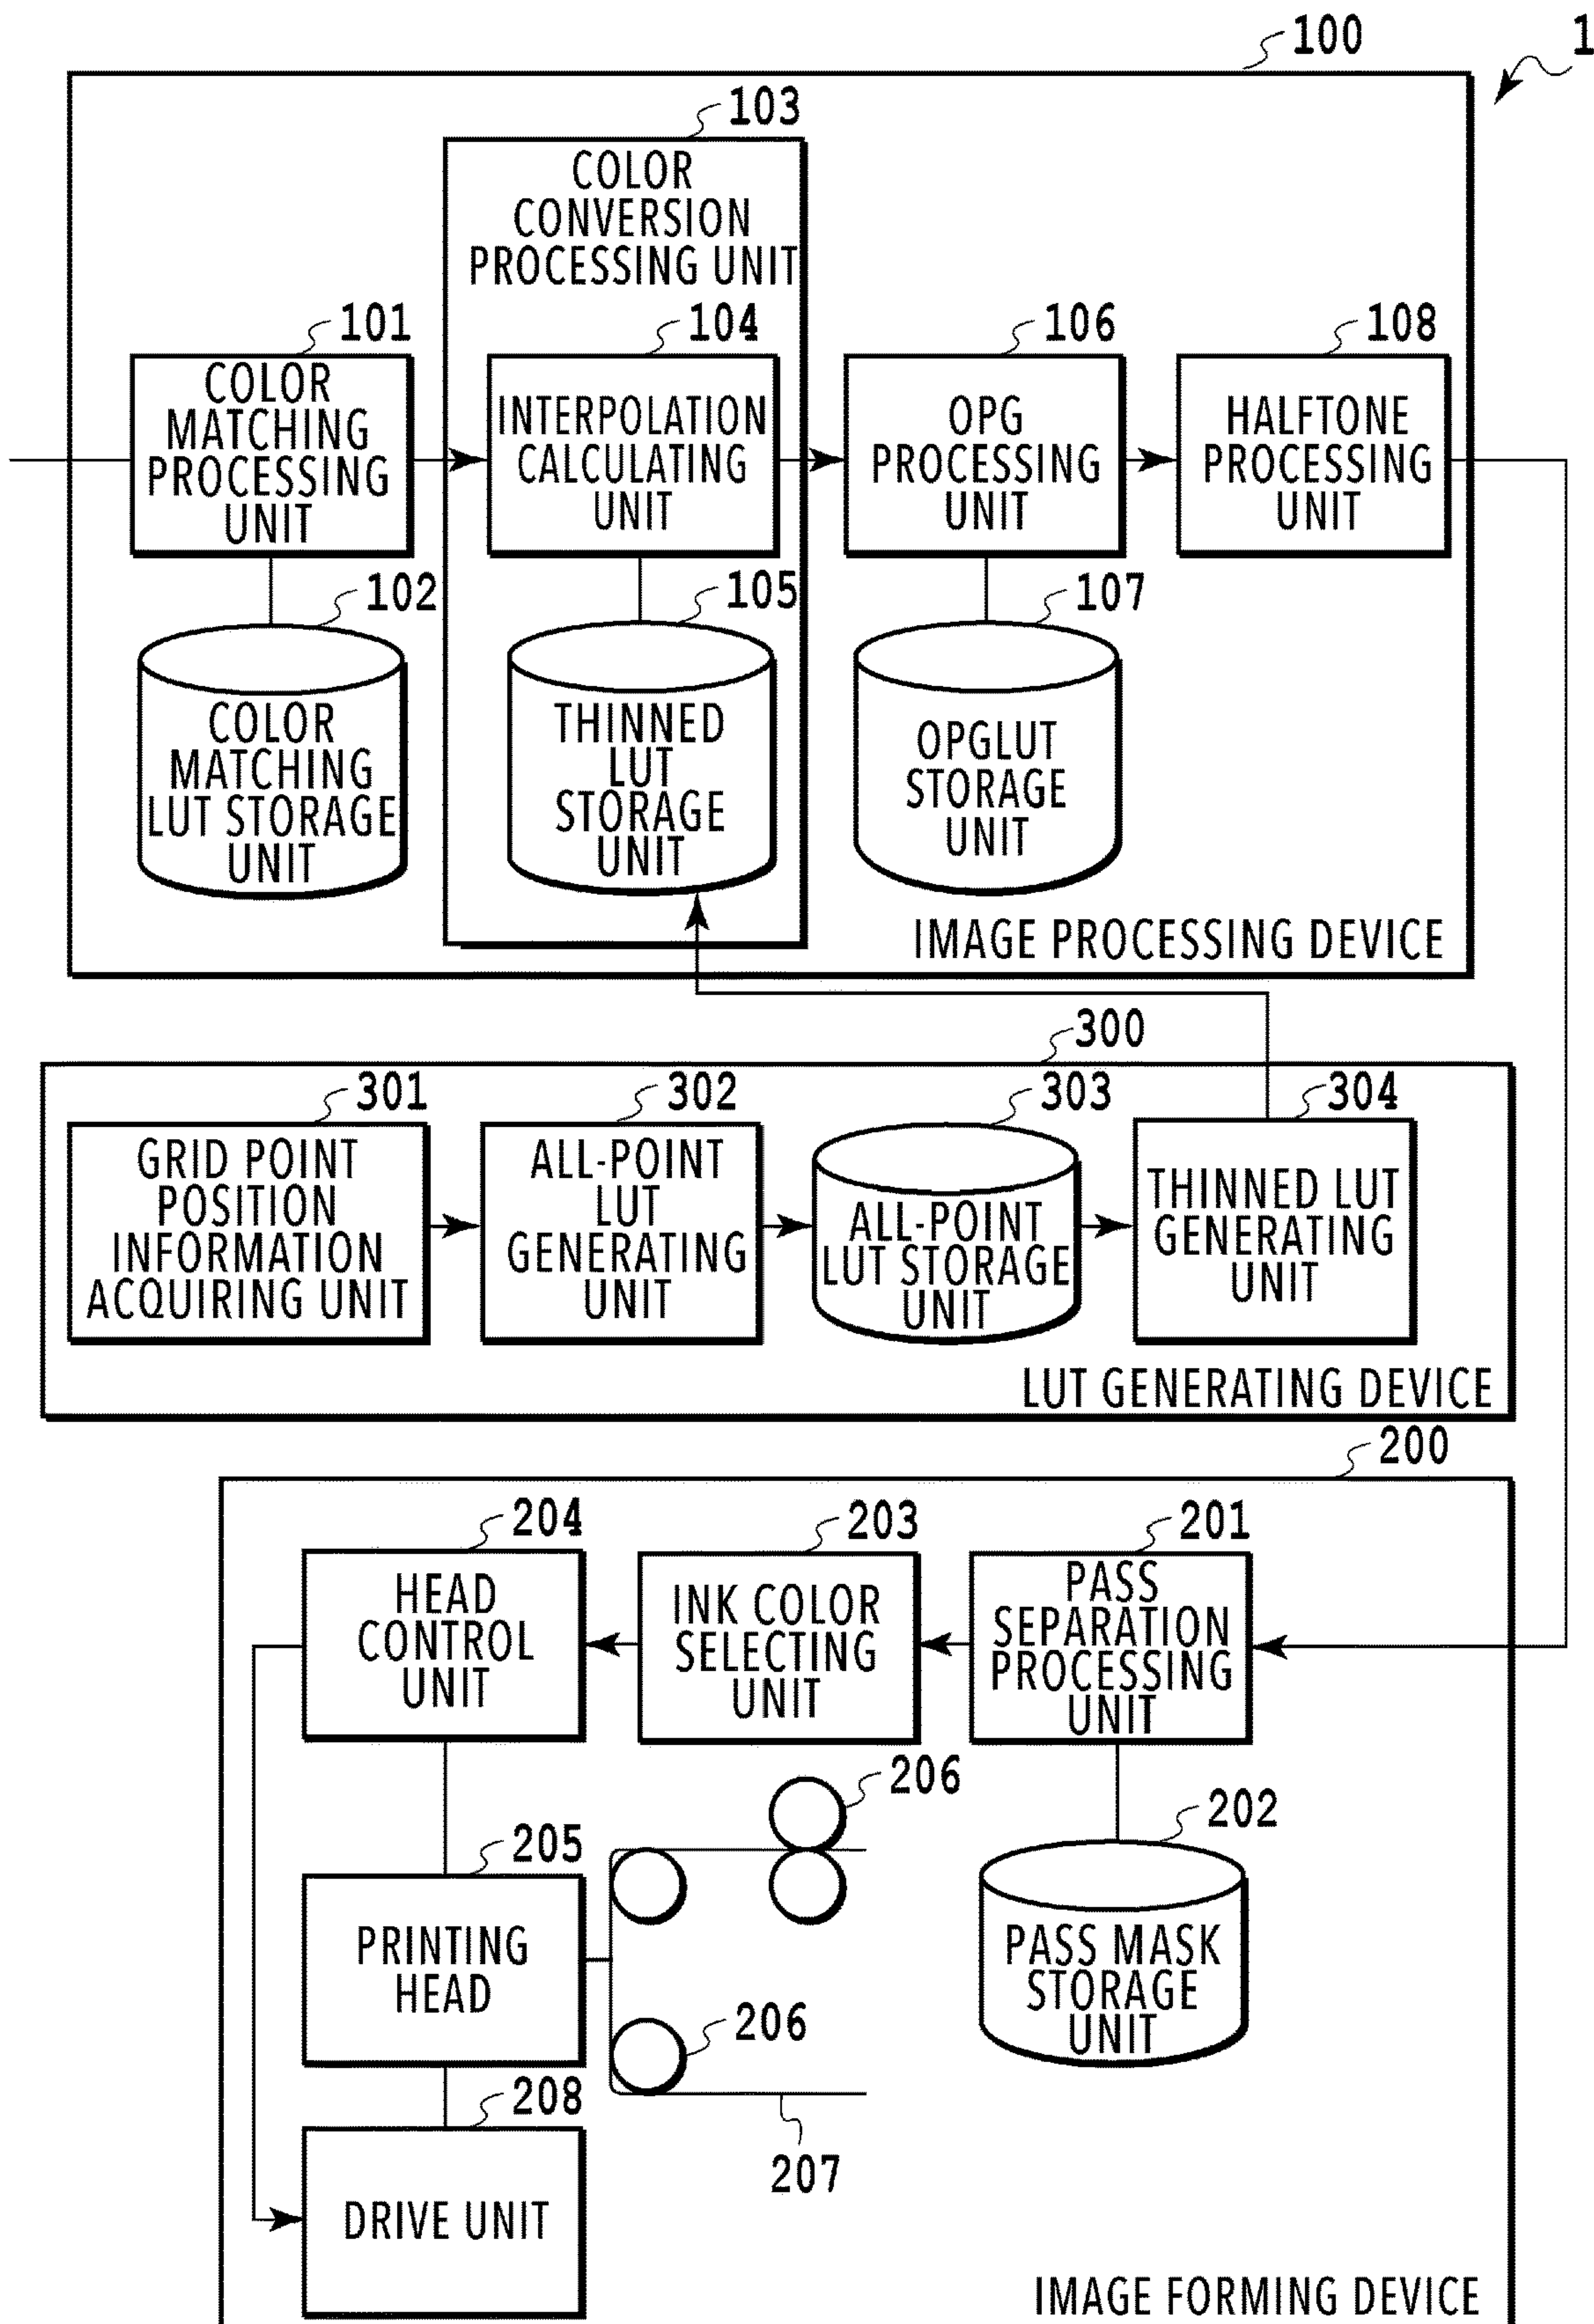 100
1
103
COLOR
CONVERSION
PROCESSING UNIT
101
COLOR
MATCHING
PROCESSING
UNIT
104
INTERPOLATION
CALCULATING
UNIT
106
OPG
PROCESSING
UNIT
108
HALFTONE
PROCESSING
UNIT
102
COLOR
MATCHING
LUT STORAGE
UNIT
105
THINNED
LUT
STORAGE
UNIT
107
OPGLUT
STORAGE
UNIT
IMAGE PROCESSING DEVICE
300
301
GRID POINT
POSITION
INFORMATION
ACQUIRING UNIT
302
ALL-POINT
LUT
GENERATING
UNIT
303
ALL-POINT
LUT STORAGE
UNIT
304
THINNED LUT
GENERATING
UNIT
LUT GENERATING DEVICE
200
204
HEAD
CONTROL
UNIT
203
INK COLOR
SELECTING
UNIT
201
PASS
SEPARATION
PROCESSING
UNIT
206
202
PASS MASK
STORAGE
UNIT
205
PRINTING
HEAD
206
207
208
DRIVE UNIT
IMAGE FORMING DEVICE